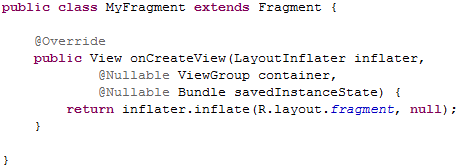 public class MyFragment extends Fragment {
@Override
public View onCreateView(LayoutInflater inflater,
@Nullable ViewGroup container,
@Nullable Bundle savedInstanceState) {
return inflater.inflate(R.layout.fragment, null);
}
}